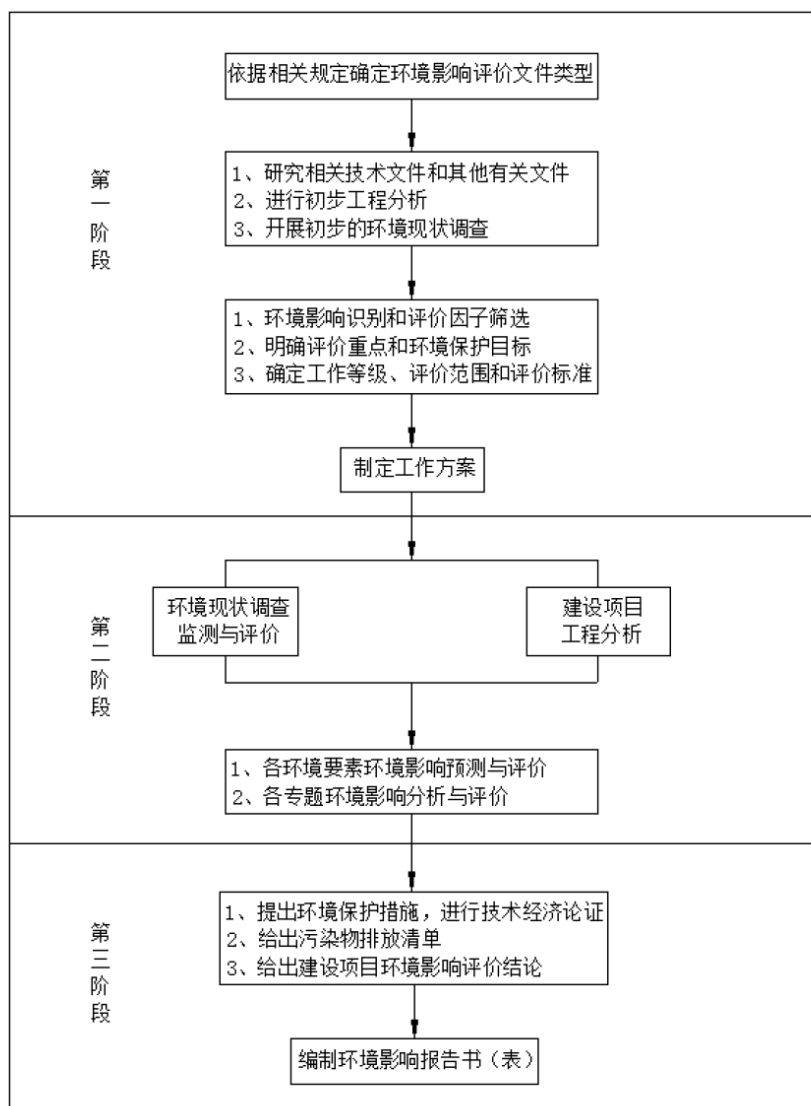 依据相关规定确定环境影响评价文件类型
第一阶段
1、研究相关技术文件和其他有关文件
2、进行初步工程分析
3、开展初步的环境现状调查
1、环境影响识别和评价因子筛选
2、明确评价重点和环境保护目标
3、确定工作等级、评价范围和评价标准
制定工作方案
第二阶段
环境现状调查
监测与评价
建设项目
工程分析
1、各环境要素环境影响预测与评价
2、各专题环境影响分析与评价
第三阶段
1、提出环境保护措施，进行技术经济论证
2、给出污染物排放清单
3、给出建设项目环境影响评价结论
编制环境影响报告书（表）